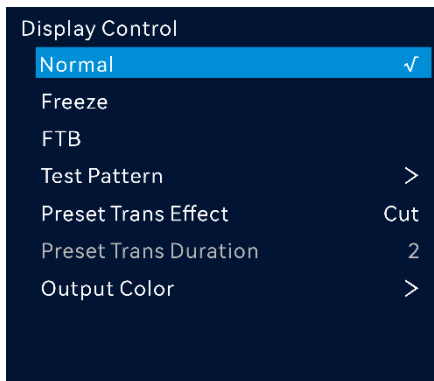 Display Control
Normal √
Freeze
FTB
Test Pattern >
Preset Trans Effect Cut
Preset Trans Duration 2
Output Color >